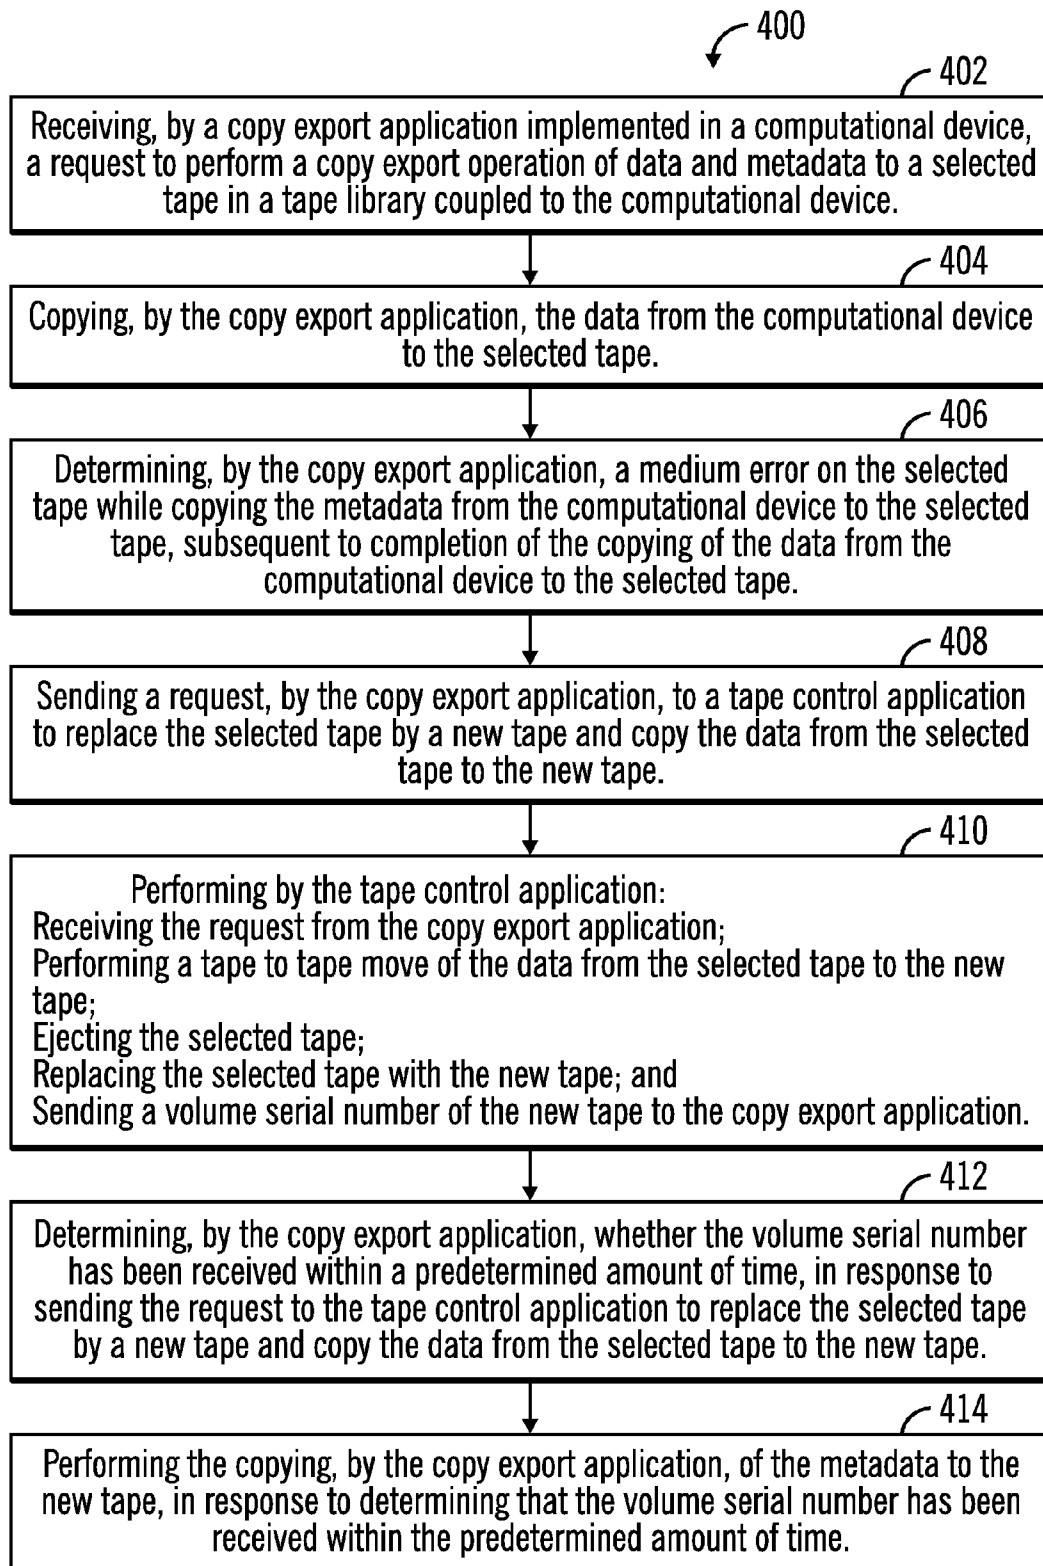 400
402
Receiving, by a copy export application implemented in a computational device,
a request to perform a copy export operation of data and metadata to a selected
tape in a tape library coupled to the computational device.
404
Copying, by the copy export application, the data from the computational device
to the selected tape.
406
Determining, by the copy export application, a medium error on the selected
tape while copying the metadata from the computational device to the selected
tape, subsequent to completion of the copying of the data from the
computational device to the selected tape.
408
Sending a request, by the copy export application, to a tape control application
to replace the selected tape by a new tape and copy the data from the selected
tape to the new tape.
410
Performing by the tape control application:
Receiving the request from the copy export application;
Performing a tape to tape move of the data from the selected tape to the new
tape;
Ejecting the selected tape;
Replacing the selected tape with the new tape; and
Sending a volume serial number of the new tape to the copy export application.
412
Determining, by the copy export application, whether the volume serial number
has been received within a predetermined amount of time, in response to
sending the request to the tape control application to replace the selected tape
by a new tape and copy the data from the selected tape to the new tape.
414
Performing the copying, by the copy export application, of the metadata to the
new tape, in response to determining that the volume serial number has been
received within the predetermined amount of time.